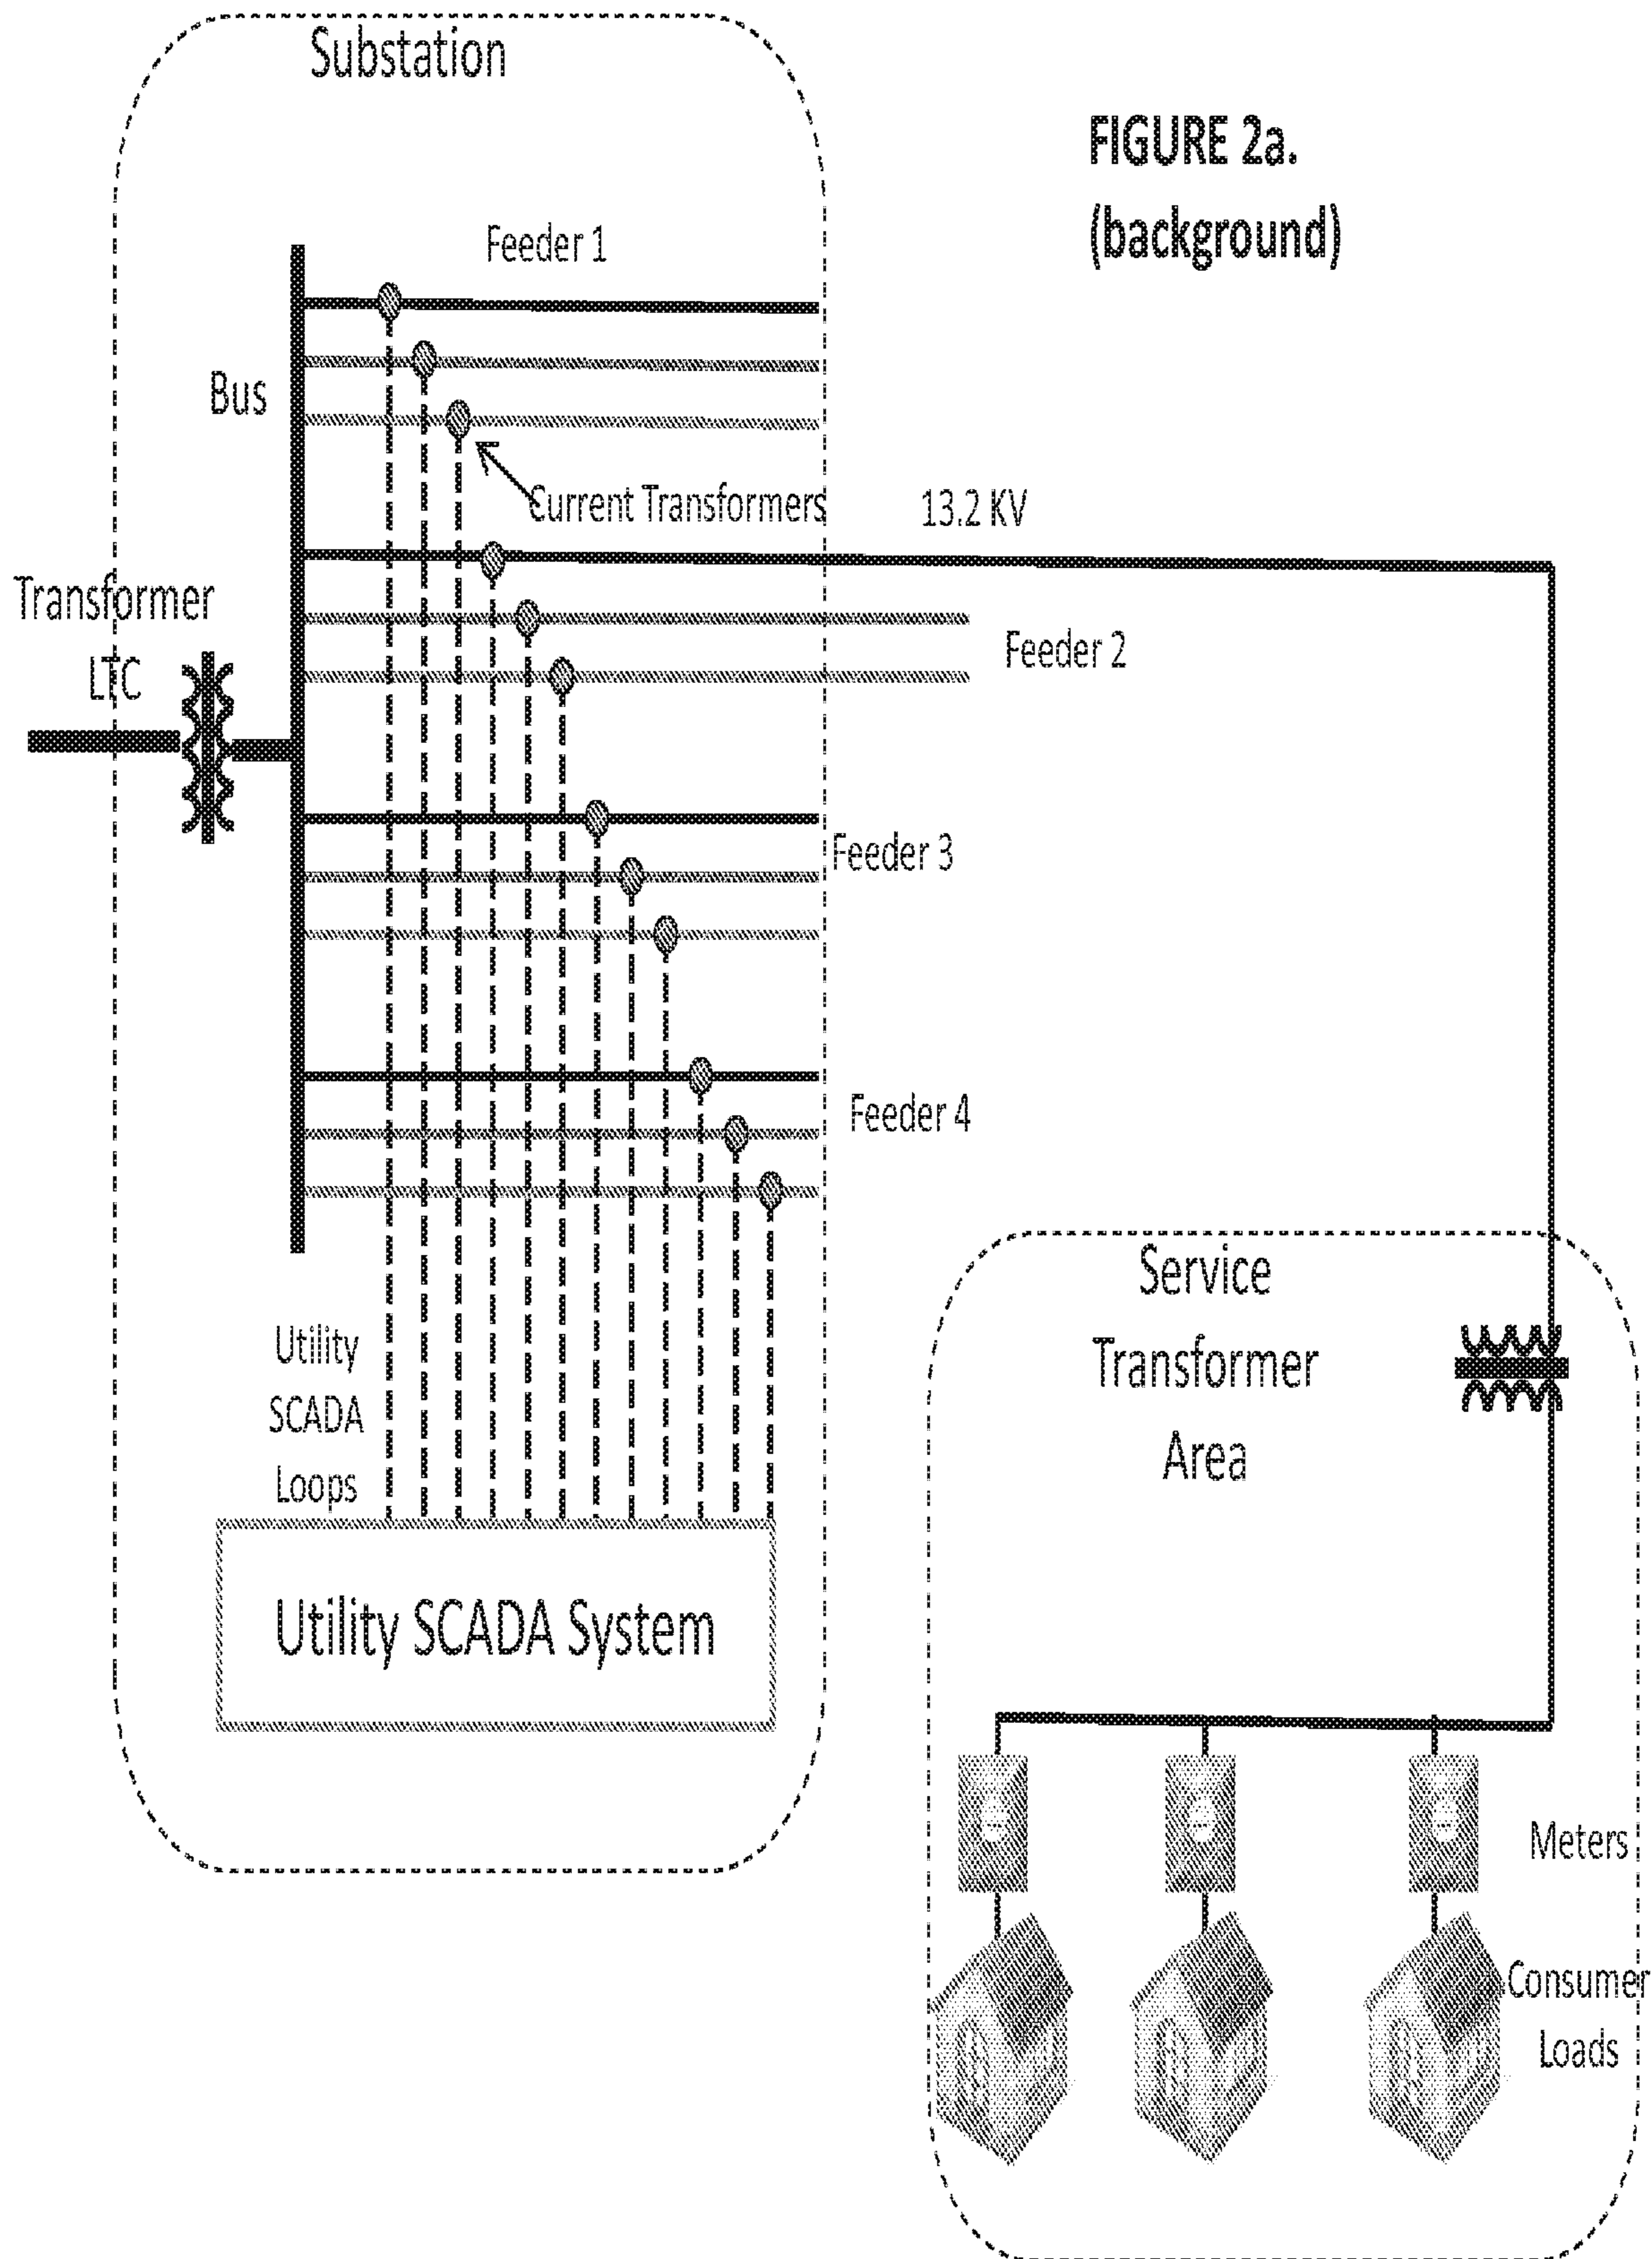 Substation
FIGURE 2a.
(background)
Feeder 1
Bus
Current Transformers
13.2 KV
Transformer
LTC
Feeder 2
Feeder 3
Feeder 4
Utility
SCADA
Loops
Utility SCADA System
Service
Transformer
Area
Meters
Consumer
Loads